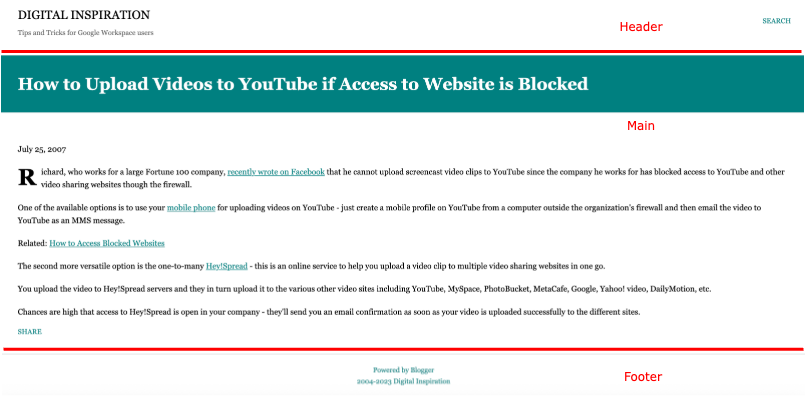 DIGITAL INSPIRATION
Tips and Tricks for Google Workspace users
Header
SEARCH
How to Upload Videos to YouTube if Access to Website is Blocked
Main
July 25, 2007
Richard, who works for a large Fortune 100 company, recently wrote on Facebook that he cannot upload screencast video clips to YouTube since the company he works for has blocked access to YouTube and other
video sharing websites though the firewall.
One of the available options is to use your mobile phone for uploading videos on YouTube - just create a mobile profile on YouTube from a computer outside the organization's firewall and then email the video to
YouTube as an MMS message.
Related: How to Access Blocked Websites
The second more versatile option is the one-to-many Hey!Spread - this is an online service to help you upload a video clip to multiple video sharing websites in one go.
You upload the video to Hey!Spread servers and they in turn upload it to the various other video sites including YouTube, MySpace, PhotoBucket, MetaCafe, Google, Yahoo! video, DailyMotion, etc.
Chances are high that access to Hey!Spread is open in your company - they'll send you an email confirmation as soon as your video is uploaded successfully to the different sites.
SHARE
Powered by Blogger
2004-2023 Digital Inspiration
Footer